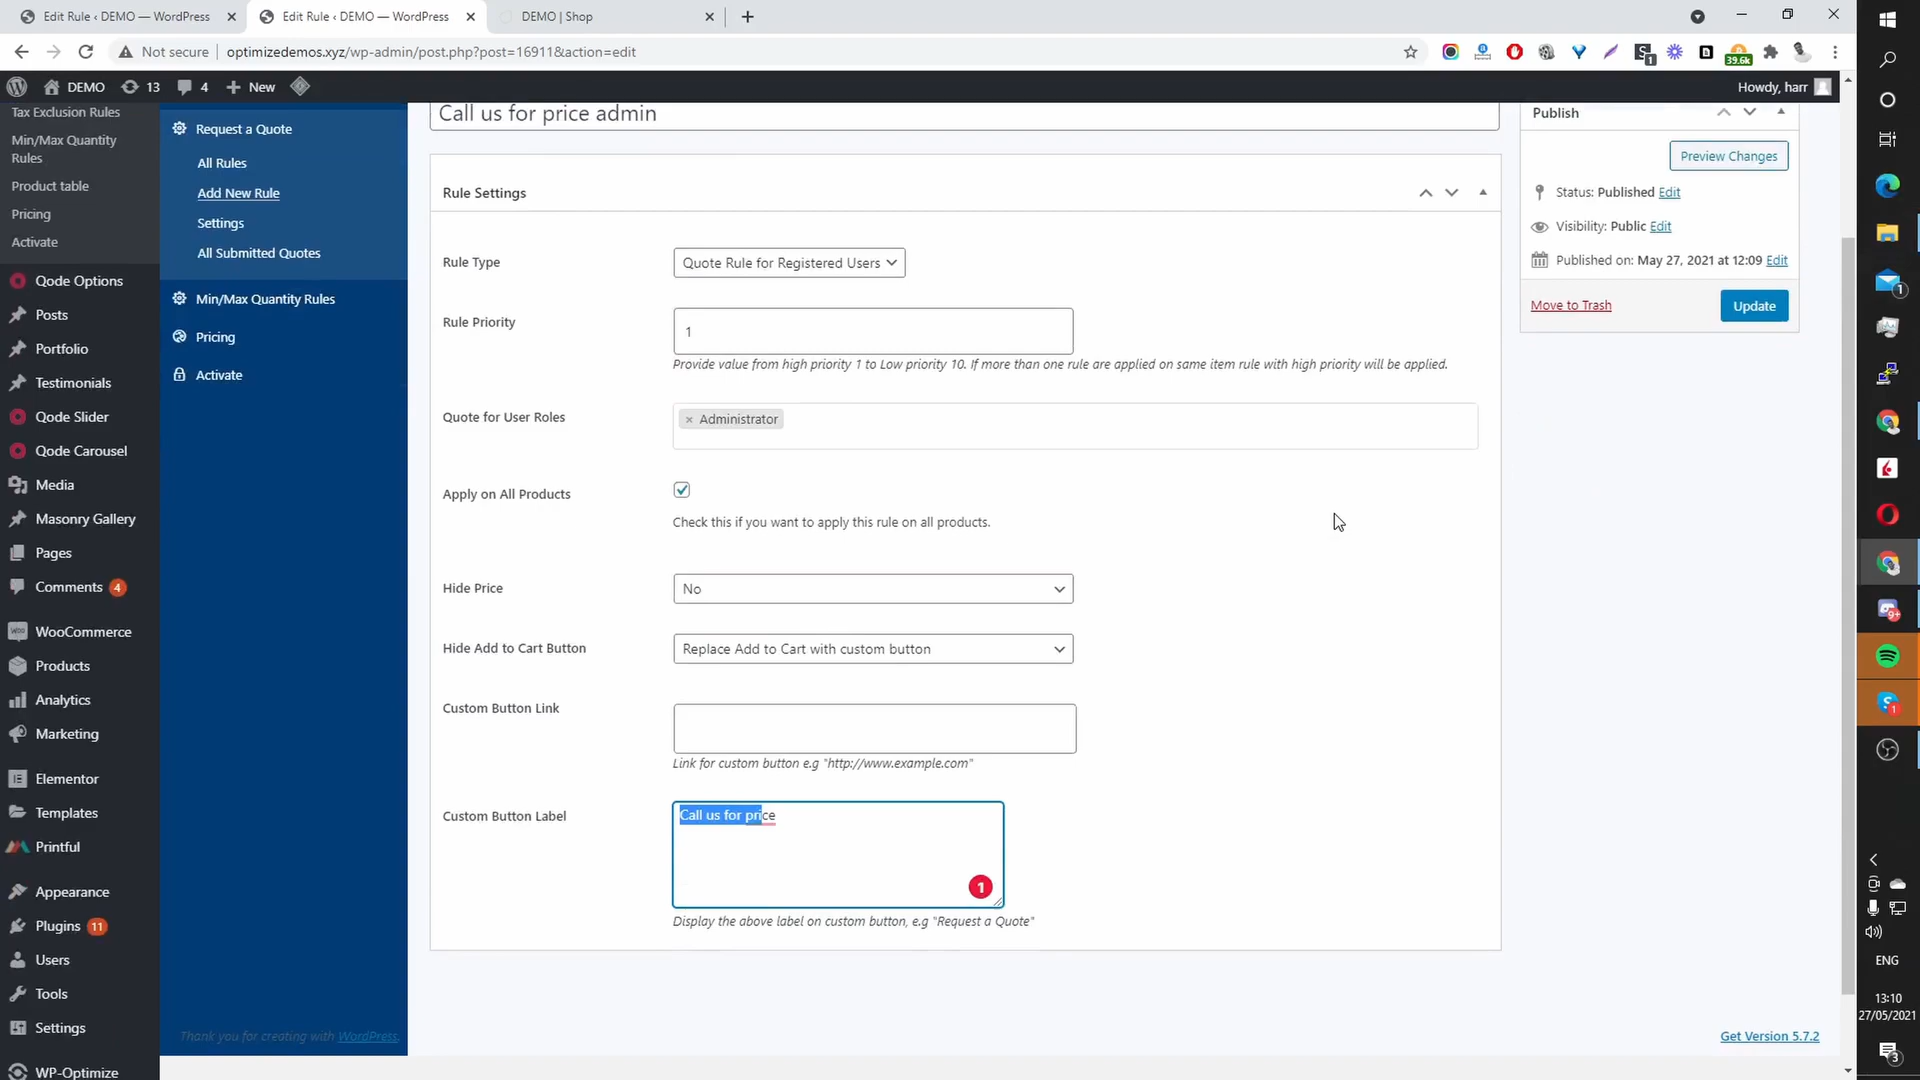 Edit Rule ‹ DEMO — WordPress
Edit Rule ‹ DEMO — WordPress
DEMO | Shop
Not secure
optimizedemos.xyz/wp-admin/post.php?post=16911&action=edit
39.6k
DEMO
13
4
New
Howdy, harr
Tax Exclusion Rules
Min/Max Quantity
Rules
Product table
Pricing
Activate
Qode Options
Posts
Portfolio
Testimonials
Qode Slider
Qode Carousel
Media
Masonry Gallery
Pages
Comments 4
WooCommerce
Products
Analytics
Marketing
Elementor
Templates
Printful
Appearance
Plugins 11
Users
Tools
Settings
WP-Optimize
Request a Quote
All Rules
Add New Rule
Settings
All Submitted Quotes
Min/Max Quantity Rules
Pricing
Activate
Thank you for creating with WordPress.
Call us for price admin
Rule Settings
Rule Type
Quote Rule for Registered Users
Rule Priority
1
Provide value from high priority 1 to Low priority 10. If more than one rule are applied on same item rule with high priority will be applied.
Quote for User Roles
× Administrator
Apply on All Products
Check this if you want to apply this rule on all products.
Hide Price
No
Hide Add to Cart Button
Replace Add to Cart with custom button
Custom Button Link
Link for custom button e.g "http://www.example.com"
Custom Button Label
Call us for price
1
Display the above label on custom button, e.g "Request a Quote"
Publish
Preview Changes
Status: Published Edit
Visibility: Public Edit
Published on: May 27, 2021 at 12:09 Edit
Move to Trash
Update
Get Version 5.7.2
1
9+
1
ENG
13:10
27/05/2021
3